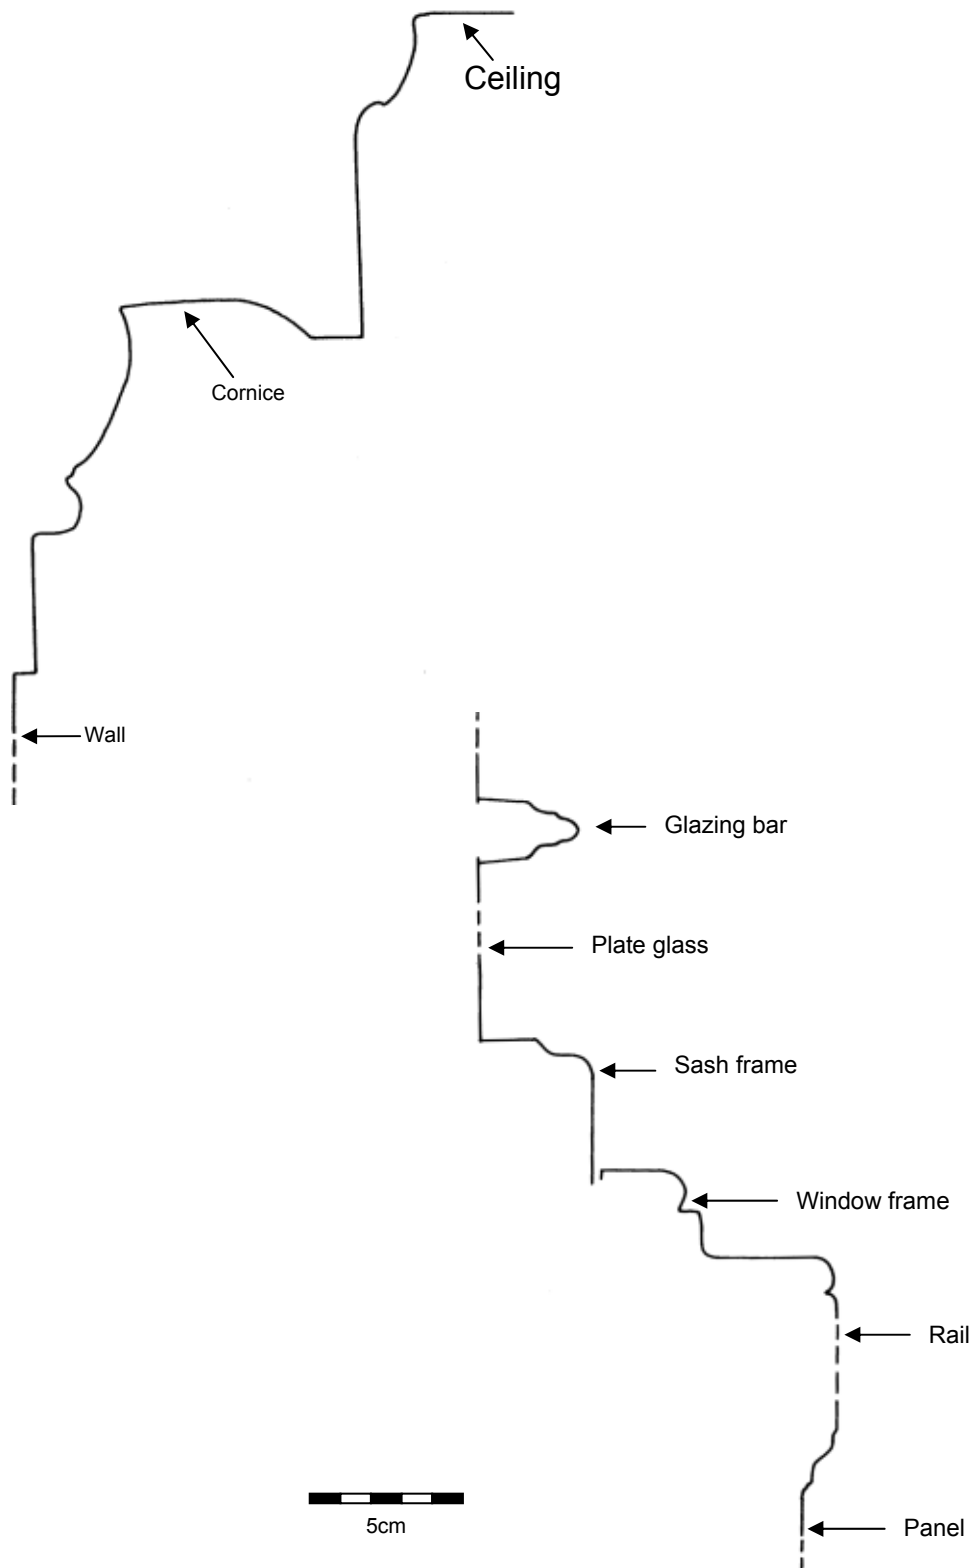 Ceiling
Cornice
Wall
Glazing bar
Plate glass
Sash frame
Window frame
Rail
5cm
Panel